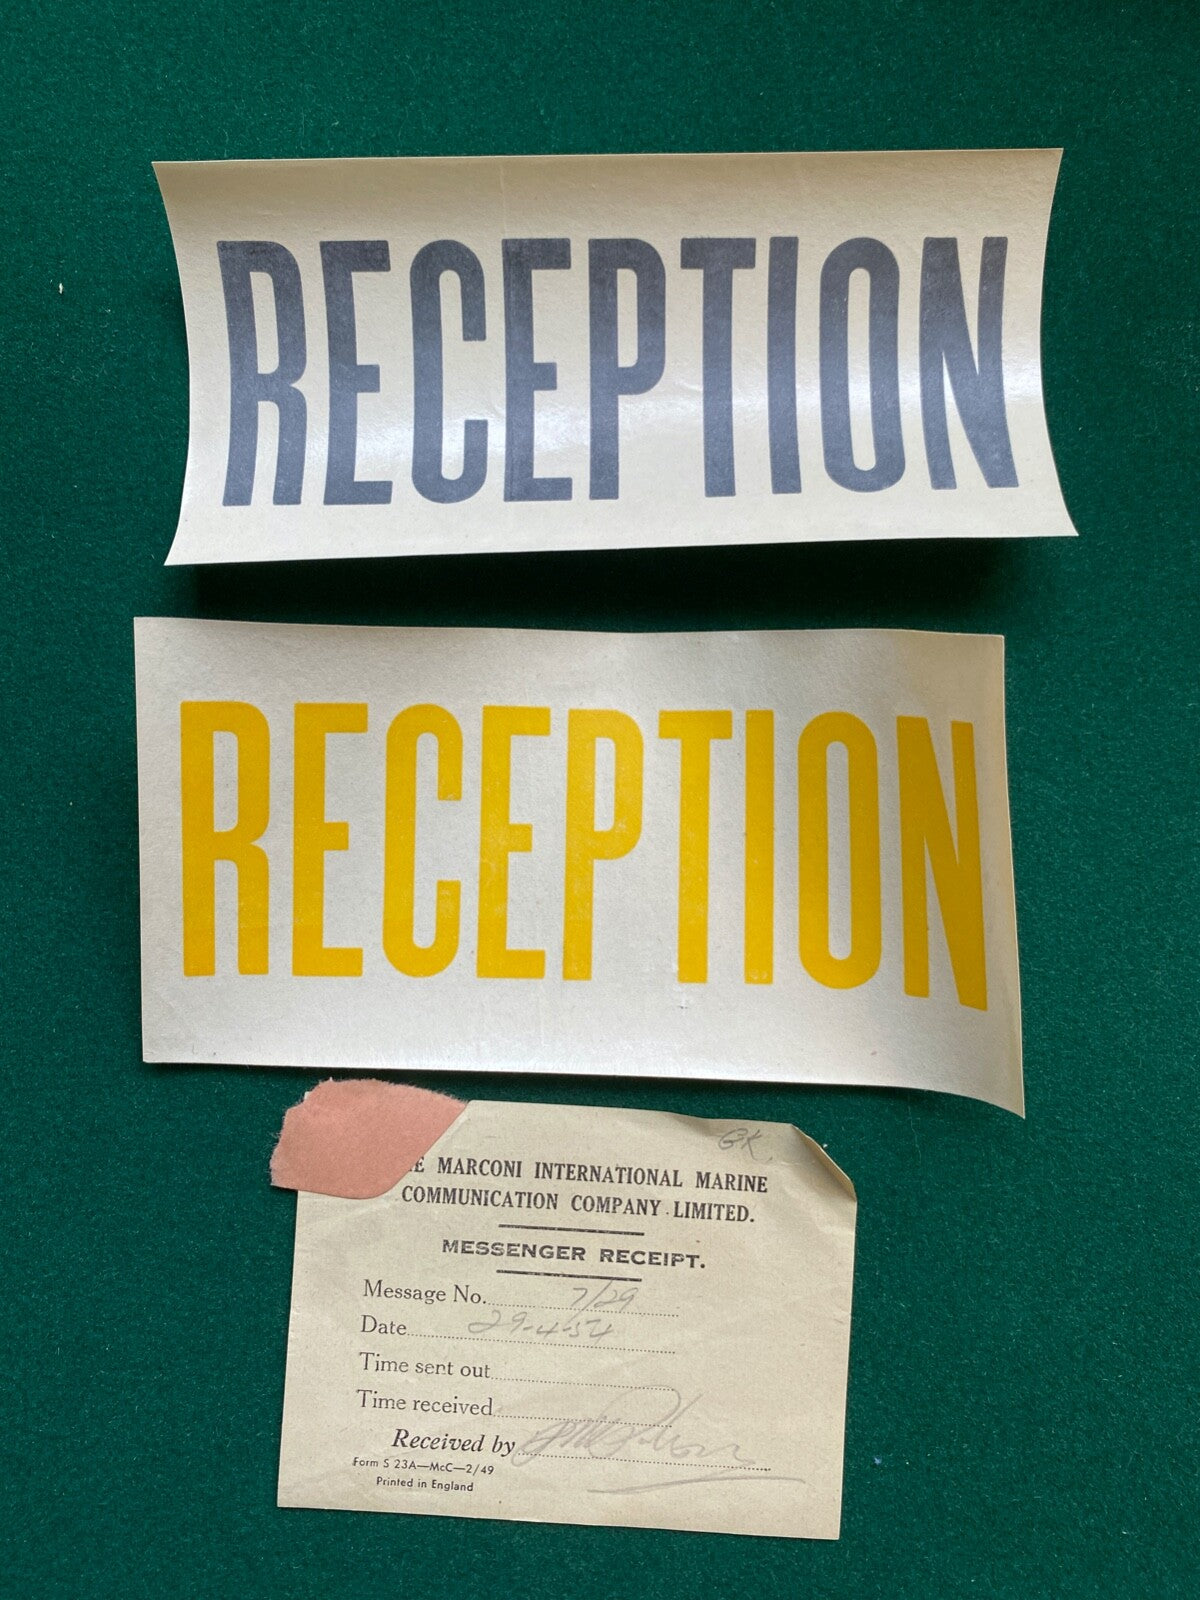 RECEPTION
RECEPTION
GK.
E MARCONI INTERNATIONAL MARINE
COMMUNICATION COMPANY LIMITED.
MESSENGER RECEIPT.
Message No. 7/29
Date 29-4-54
Time sent out
Time received
Received by
Form S 23A—McC—2/49
Printed in England